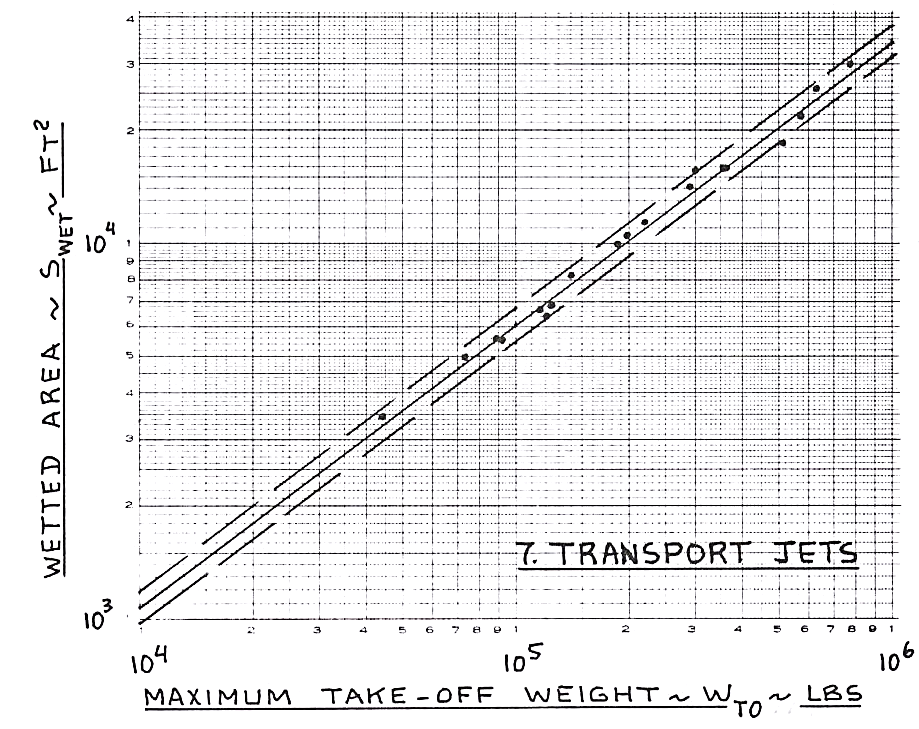 4
3
2
10⁴ 1
9
8
7
6
5
4
3
2
10³
WETTED AREA ~ S_WET ~ FT²
7. TRANSPORT JETS
2 3 4 5 6 7 8 9 1 2 3 4 5 6 7 8 9 1
10⁴ 10⁵ 10⁶
MAXIMUM TAKE-OFF WEIGHT ~ W_TO ~ LBS